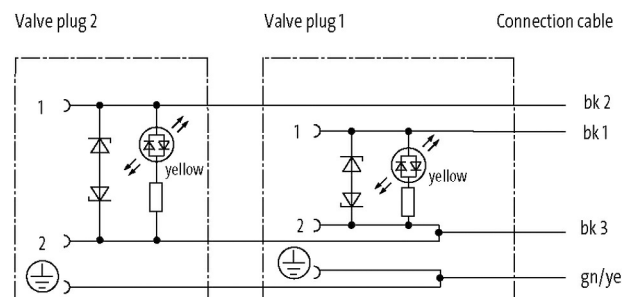 Valve plug 2
Valve plug 1
Connection cable
1
bk 2
1
bk 1
yellow
yellow
2
bk 3
2
gn/ye